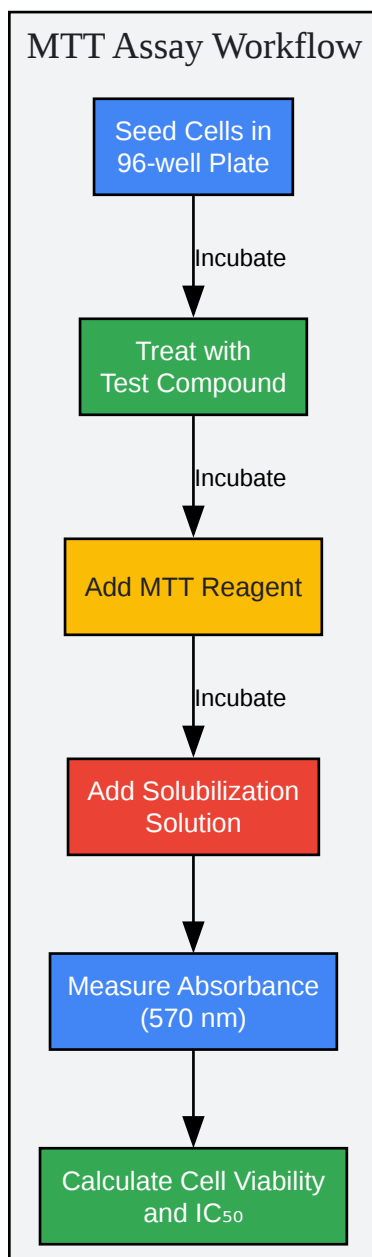 MTT Assay Workflow
Seed Cells in
96-well Plate
Incubate
Treat with
Test Compound
Incubate
Add MTT Reagent
Incubate
Add Solubilization
Solution
Measure Absorbance
(570 nm)
Calculate Cell Viability
and IC₅₀